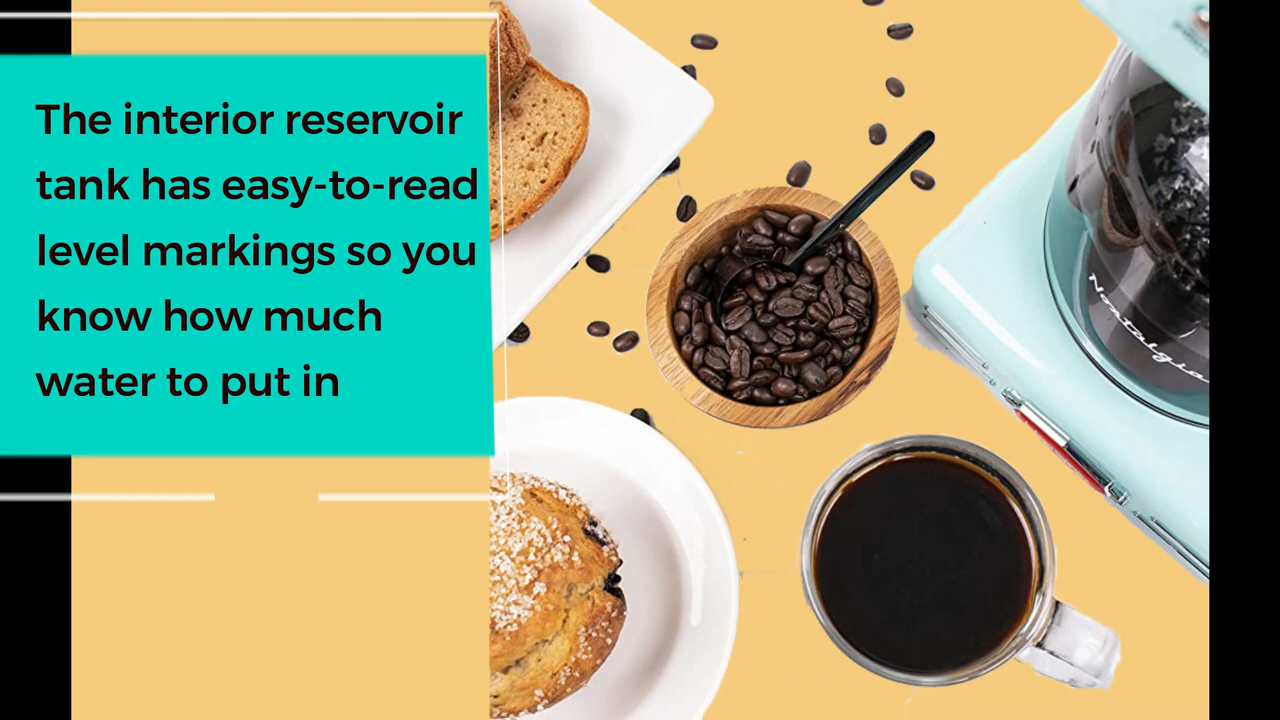 The interior reservoir
tank has easy-to-read
level markings so you
know how much
water to put in
Nostalgia